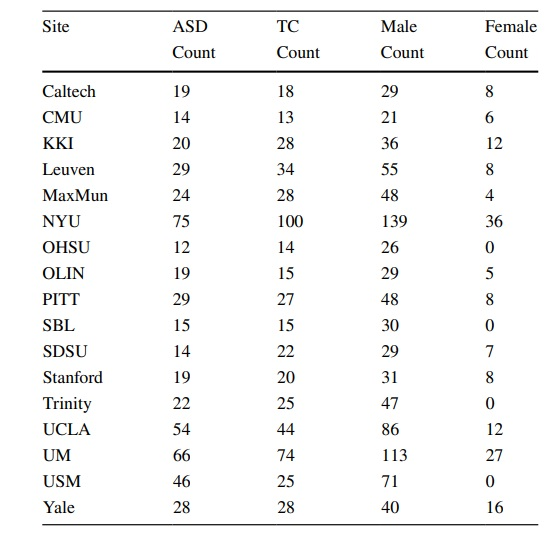 Site ASD TC Male Female
Count Count Count Count
Caltech 19 18 29 8
CMU 14 13 21 6
KKI 20 28 36 12
Leuven 29 34 55 8
MaxMun 24 28 48 4
NYU 75 100 139 36
OHSU 12 14 26 0
OLIN 19 15 29 5
PITT 29 27 48 8
SBL 15 15 30 0
SDSU 14 22 29 7
Stanford 19 20 31 8
Trinity 22 25 47 0
UCLA 54 44 86 12
UM 66 74 113 27
USM 46 25 71 0
Yale 28 28 40 16